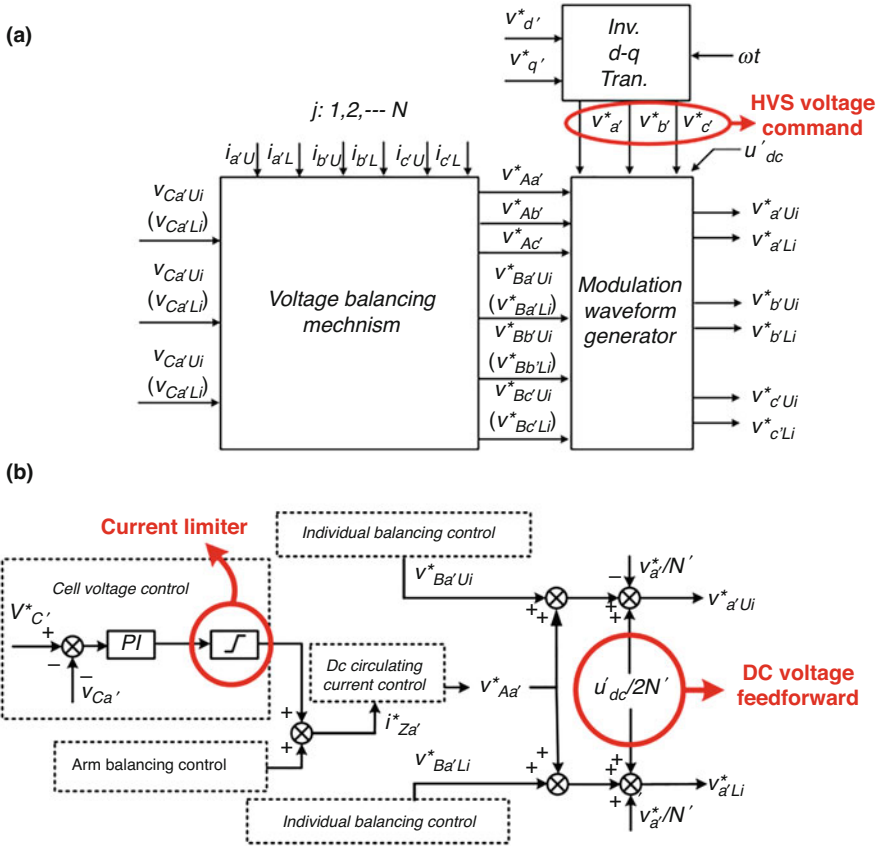 (a)
v*d′
v*q′
Inv.
d-q
Tran.
ωt
HVS voltage
command
v*a′ v*b′ v*c′
u′dc
j: 1,2,--- N
ia′U ia′L ib′U ib′L ic′U ic′L
vCa′Ui
(vCa′Li)
vCa′Ui
(vCa′Li)
vCa′Ui
(vCa′Li)
Voltage balancing
mechnism
v*Aa′
v*Ab′
v*Ac′
v*Ba′Ui
(v*Ba′Li)
v*Bb′Ui
(v*Bb′Li)
v*Bc′Ui
(v*Bc′Li)
Modulation
waveform
generator
v*a′Ui
v*a′Li
v*b′Ui
v*b′Li
v*c′Ui
v*c′Li
(b)
Current limiter
Individual balancing control
v*Ba′Ui
v*a′/N′
v*a′Ui
Cell voltage control
V*C′
+
−
v̄Ca′
PI
+
+
Arm balancing control
Dc circulating
current control
i*Za′
v*Aa′
u′dc/2N′
DC voltage
feedforward
+ +
− + +
v*Ba′Li
+ +
+ + +
v*a′Li
v*a′/N′
Individual balancing control